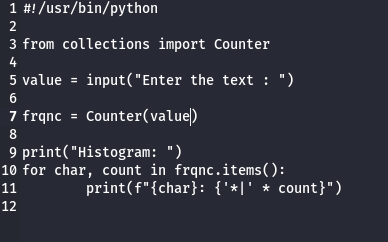 1 #!/usr/bin/python
2
3 from collections import Counter
4
5 value = input("Enter the text : ")
6
7 frqnc = Counter(value)
8
9 print("Histogram: ")
10 for char, count in frqnc.items():
11         print(f"{char}: {'*|' * count}")
12